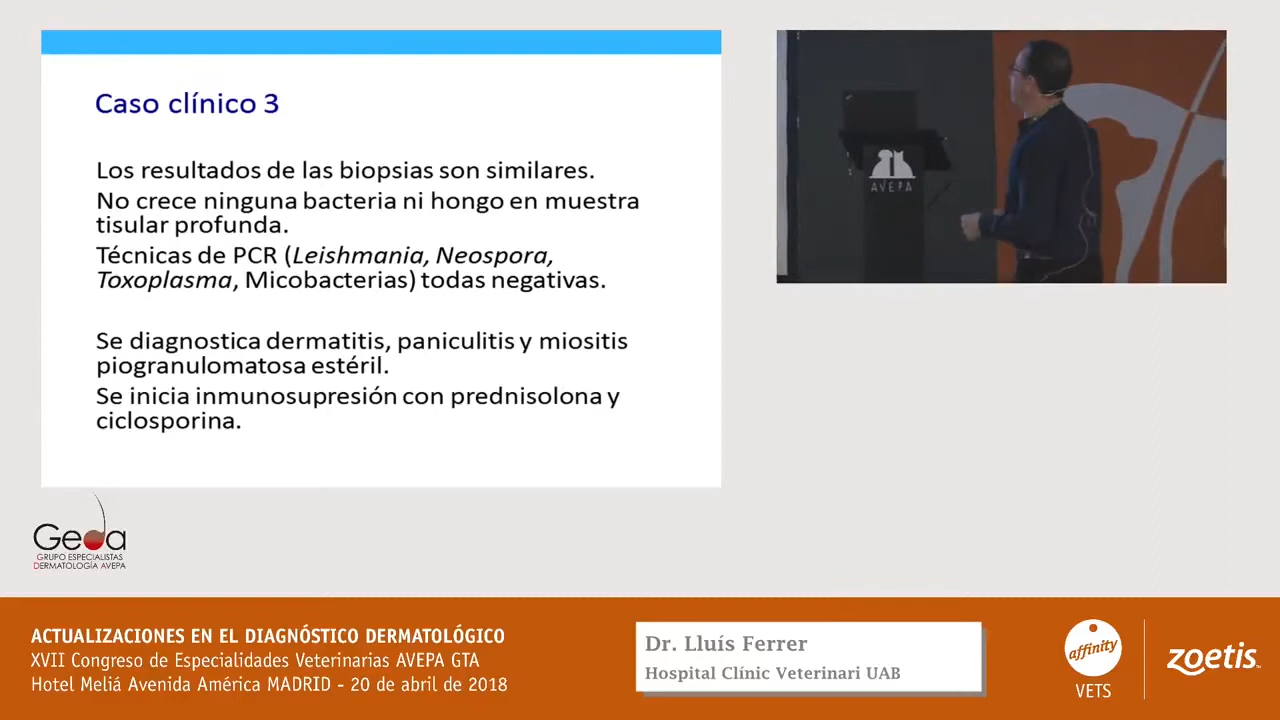 Caso clínico 3
Los resultados de las biopsias son similares.
No crece ninguna bacteria ni hongo en muestra
tisular profunda.
Técnicas de PCR (Leishmania, Neospora,
Toxoplasma, Micobacterias) todas negativas.
Se diagnostica dermatitis, paniculitis y miositis
piogranulomatosa estéril.
Se inicia inmunosupresión con prednisolona y
ciclosporina.
AVEPA
Geda
GRUPO ESPECIALISTAS
DERMATOLOGÍA AVEPA
ACTUALIZACIONES EN EL DIAGNÓSTICO DERMATOLÓGICO
XVII Congreso de Especialidades Veterinarias AVEPA GTA
Hotel Meliá Avenida América MADRID - 20 de abril de 2018
Dr. Lluís Ferrer
Hospital Clínic Veterinari UAB
affinity
VETS
zoetis